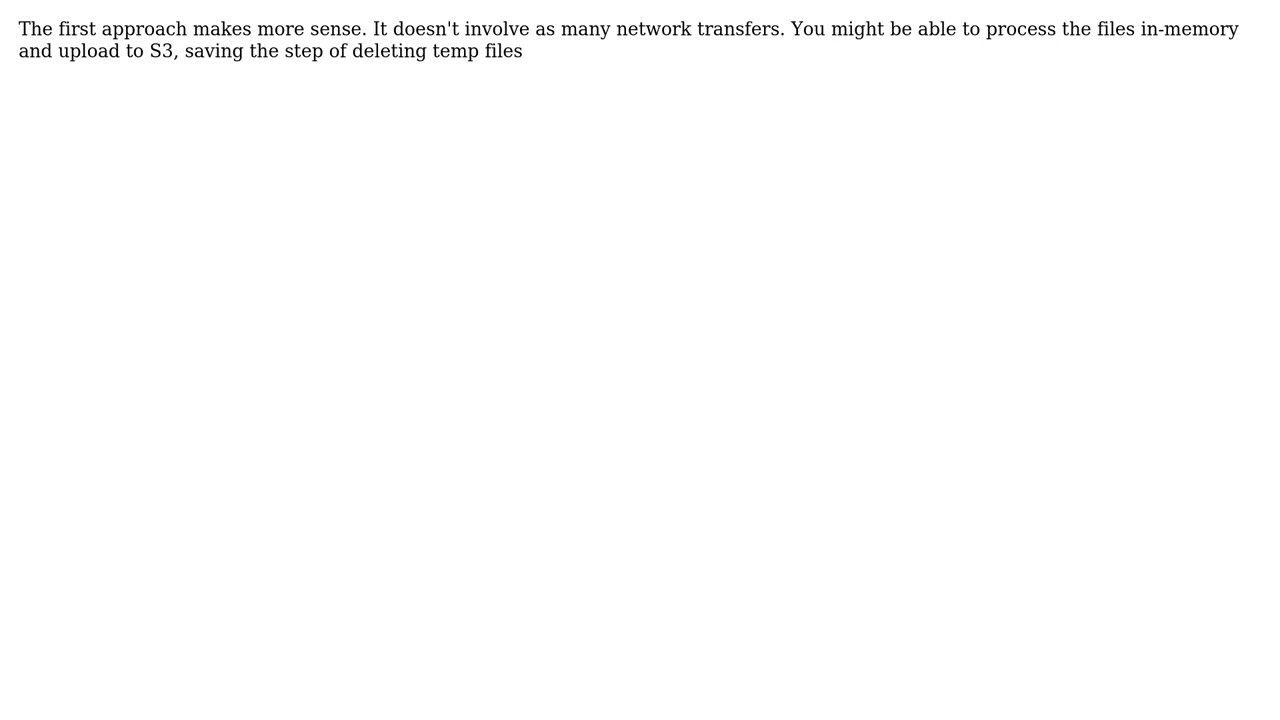 The first approach makes more sense. It doesn't involve as many network transfers. You might be able to process the files in-memory
and upload to S3, saving the step of deleting temp files